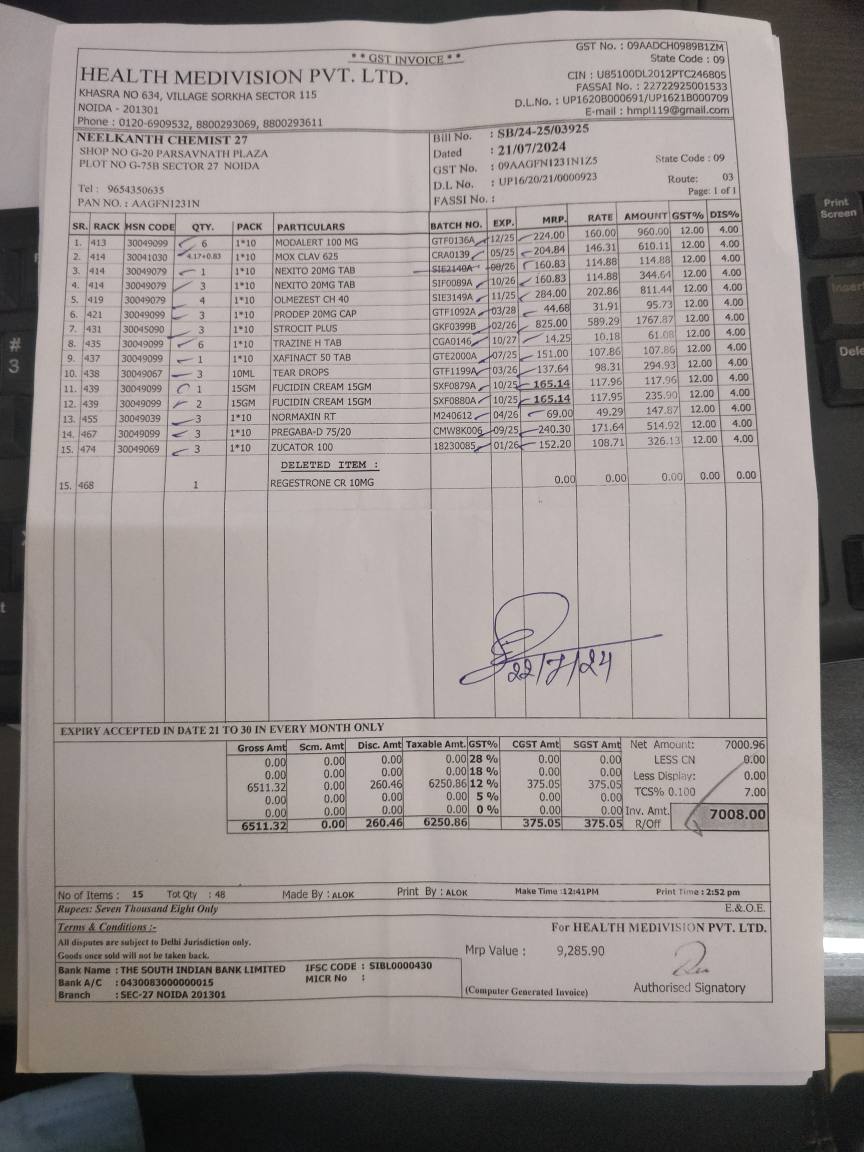 * * GST INVOICE * *
HEALTH MEDIVISION PVT. LTD.
KHASRA NO 634, VILLAGE SORKHA SECTOR 115
NOIDA - 201301
Phone : 0120-6909532, 8800293069, 8800293611
GST No. : 09AADCH0989B1ZM
State Code : 09
CIN : U85100DL2012PTC246805
FASSAI No. : 22722925001533
D.L.No. : UP1620B000691/UP1621B000709
E-mail : hmpl119@gmail.com
NEELKANTH CHEMIST 27
SHOP NO G-20 PARSAVNATH PLAZA
PLOT NO G-75B SECTOR 27 NOIDA
Tel : 9654350635
PAN NO. : AAGFN1231N
Bill No. : SB/24-25/03925
Dated : 21/07/2024
GST No. : 09AAGFN1231N1Z5 State Code : 09
D.L No. : UP16/20/21/0000923 Route: 03
FASSI No. : Page: 1 of 1
SR. RACK HSN CODE QTY. PACK PARTICULARS BATCH NO. EXP. MRP. RATE AMOUNT GST% DIS%
1. 413 30049099 6 1*10 MODALERT 100 MG GTF0136A 12/25 224.00 160.00 960.00 12.00 4.00
2. 414 30041030 4.17+0.83 1*10 MOX CLAV 625 CRA0139 05/25 204.84 146.31 610.11 12.00 4.00
3. 414 30049079 1 1*10 NEXITO 20MG TAB SIE2140A 08/26 160.83 114.88 114.88 12.00 4.00
4. 414 30049079 3 1*10 NEXITO 20MG TAB SIF0089A 10/26 160.83 114.88 344.64 12.00 4.00
5. 419 30049079 4 1*10 OLMEZEST CH 40 SIE3149A 11/25 284.00 202.86 811.44 12.00 4.00
6. 421 30049099 3 1*10 PRODEP 20MG CAP GTF1092A 03/28 44.68 31.91 95.73 12.00 4.00
7. 431 30045090 3 1*10 STROCIT PLUS GKF0399B 02/26 825.00 589.29 1767.87 12.00 4.00
8. 435 30049099 6 1*10 TRAZINE H TAB CGA0146 10/27 14.25 10.18 61.08 12.00 4.00
9. 437 30049099 1 1*10 XAFINACT 50 TAB GTE2000A 07/25 151.00 107.86 107.86 12.00 4.00
10. 438 30049067 3 10ML TEAR DROPS GTF1199A 03/26 137.64 98.31 294.93 12.00 4.00
11. 439 30049099 1 15GM FUCIDIN CREAM 15GM SXF0879A 10/25 165.14 117.96 117.96 12.00 4.00
12. 439 30049099 2 15GM FUCIDIN CREAM 15GM SXF0880A 10/25 165.14 117.95 235.90 12.00 4.00
13. 455 30049039 3 1*10 NORMAXIN RT M240612 04/26 69.00 49.29 147.87 12.00 4.00
14. 467 30049099 3 1*10 PREGABA-D 75/20 CMW8K006 09/25 240.30 171.64 514.92 12.00 4.00
15. 474 30049069 3 1*10 ZUCATOR 100 18230085 01/26 152.20 108.71 326.13 12.00 4.00
DELETED ITEM :
15. 468 1 REGESTRONE CR 10MG 0.00 0.00 0.00 0.00 0.00
22/7/24
EXPIRY ACCEPTED IN DATE 21 TO 30 IN EVERY MONTH ONLY
Gross Amt Scm. Amt Disc. Amt Taxable Amt. GST% CGST Amt SGST Amt
0.00 0.00 0.00 0.00 28 % 0.00 0.00
0.00 0.00 0.00 0.00 18 % 0.00 0.00
6511.32 0.00 260.46 6250.86 12 % 375.05 375.05
0.00 0.00 0.00 0.00 5 % 0.00 0.00
0.00 0.00 0.00 0.00 0 % 0.00 0.00
6511.32 0.00 260.46 6250.86 375.05 375.05
Net Amount: 7000.96
LESS CN 0.00
Less Display: 0.00
TCS% 0.100 7.00
Inv. Amt. 7008.00
R/Off
No of Items : 15 Tot Qty : 48 Made By : ALOK Print By : ALOK Make Time :12:41PM Print Time : 2:52 pm
Rupees: Seven Thousand Eight Only E.&.O.E.
Terms & Conditions :-
All disputes are subject to Delhi Jurisdiction only.
Goods once sold will not be taken back.
Bank Name : THE SOUTH INDIAN BANK LIMITED IFSC CODE : SIBL0000430
Bank A/C : 0430083000000015 MICR No :
Branch : SEC-27 NOIDA 201301
For HEALTH MEDIVISION PVT. LTD.
Mrp Value : 9,285.90
(Computer Generated Invoice) Authorised Signatory
Print
Screen
Insert
Dele
#
3